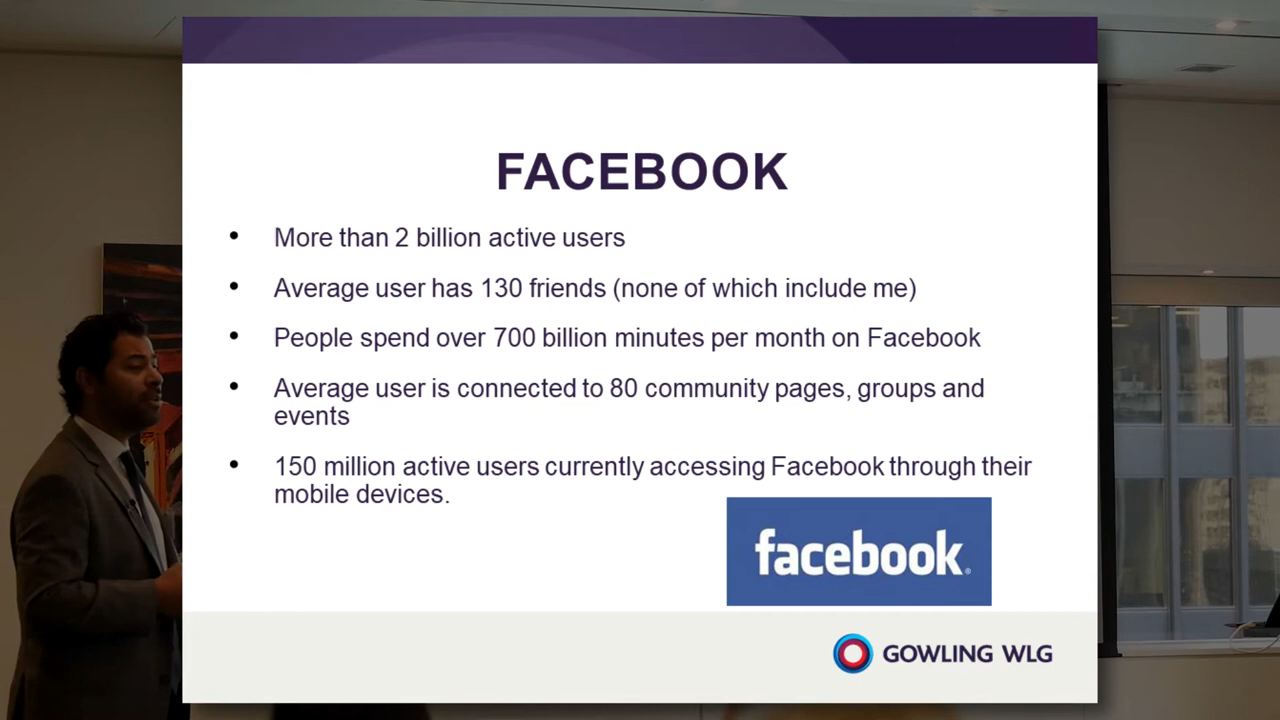 FACEBOOK
• More than 2 billion active users
• Average user has 130 friends (none of which include me)
• People spend over 700 billion minutes per month on Facebook
• Average user is connected to 80 community pages, groups and
events
• 150 million active users currently accessing Facebook through their
mobile devices.
facebook.
GOWLING WLG